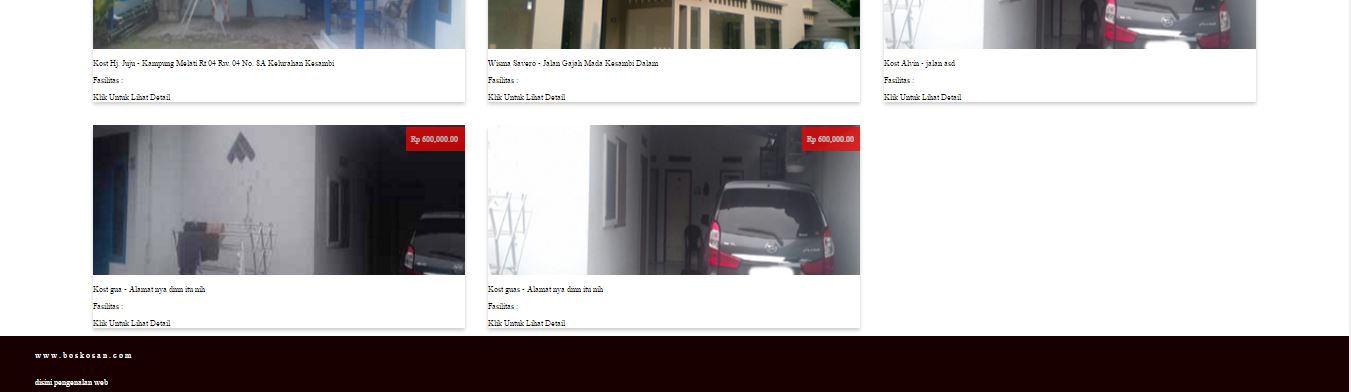 Kost Hj. Juju - Kampung Melati Rt.04 Rw. 04 No. 8A Kelurahan Kesambi
Fasilitas :
Klik Untuk Lihat Detail
Wisma Savero - Jalan Gajah Mada Kesambi Dalam
Fasilitas :
Klik Untuk Lihat Detail
Kost Alvin - jalan asd
Fasilitas :
Klik Untuk Lihat Detail
Rp 600,000.00
Kost gua - Alamat nya dinn itu nih
Fasilitas :
Klik Untuk Lihat Detail
Rp 600,000.00
Kost guas - Alamat nya dinn itu nih
Fasilitas :
Klik Untuk Lihat Detail
www.boskosan.com
disini pengenalan web